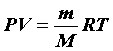 PV = m/M RT